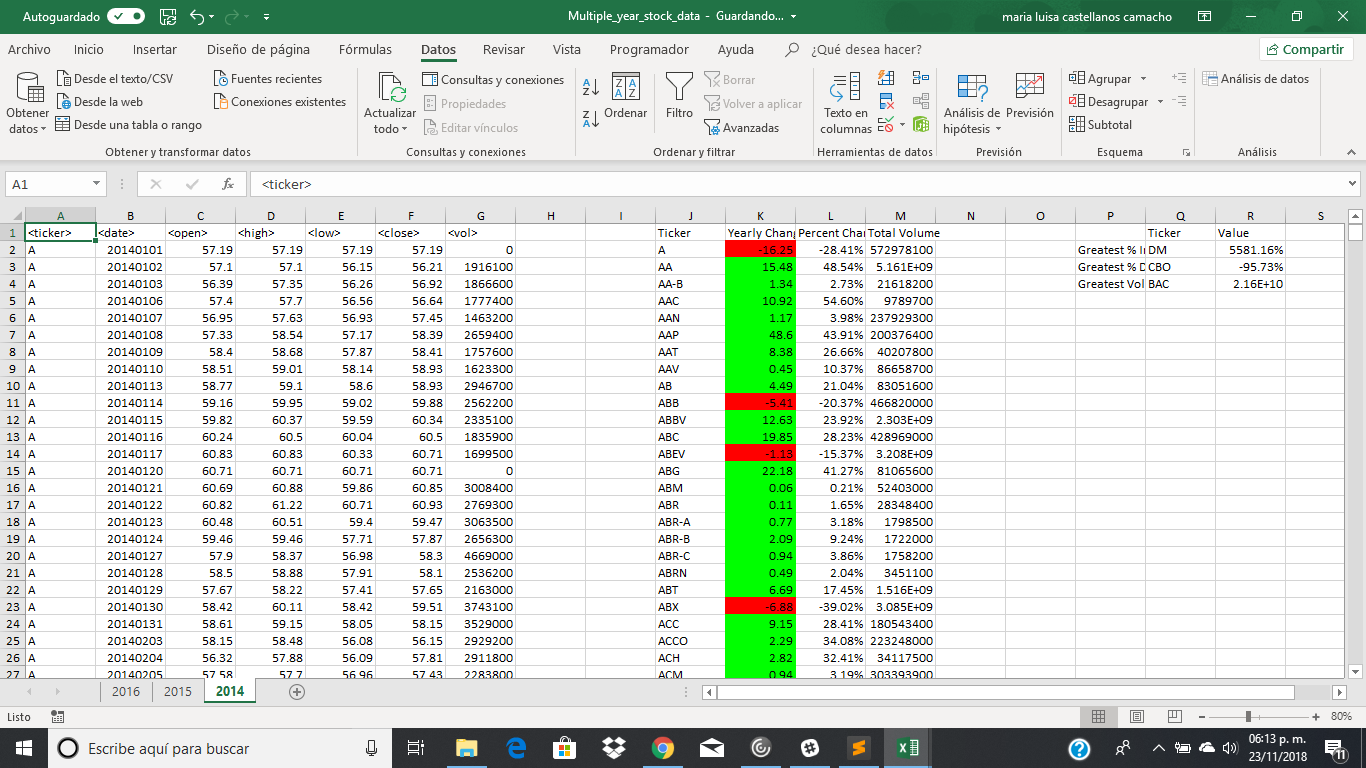 Autoguardado Multiple_year_stock_data - Guardando... maria luisa castellanos camacho
Archivo Inicio Insertar Diseño de página Fórmulas Datos Revisar Vista Programador Ayuda ¿Qué desea hacer? Compartir
Obtener datos
Desde el texto/CSV
Desde la web
Desde una tabla o rango
Fuentes recientes
Conexiones existentes
Obtener y transformar datos
Actualizar todo
Consultas y conexiones
Propiedades
Editar vínculos
Consultas y conexiones
Ordenar
Filtro
Borrar
Volver a aplicar
Avanzadas
Ordenar y filtrar
Texto en columnas
Herramientas de datos
Análisis de hipótesis
Previsión
Previsión
Agrupar
Desagrupar
Subtotal
Esquema
Análisis de datos
Análisis
A1 fx <ticker>
A B C D E F G H I J K L M N O P Q R S
1 <ticker> <date> <open> <high> <low> <close> <vol> Ticker Yearly Chang Percent Chan Total Volume Ticker Value
2 A 20140101 57.19 57.19 57.19 57.19 0 A -16.25 -28.41% 572978100 Greatest % I DM 5581.16%
3 A 20140102 57.1 57.1 56.15 56.21 1916100 AA 15.48 48.54% 5.161E+09 Greatest % D CBO -95.73%
4 A 20140103 56.39 57.35 56.26 56.92 1866600 AA-B 1.34 2.73% 21618200 Greatest Vol BAC 2.16E+10
5 A 20140106 57.4 57.7 56.56 56.64 1777400 AAC 10.92 54.60% 9789700
6 A 20140107 56.95 57.63 56.93 57.45 1463200 AAN 1.17 3.98% 237929300
7 A 20140108 57.33 58.54 57.17 58.39 2659400 AAP 48.6 43.91% 200376400
8 A 20140109 58.4 58.68 57.87 58.41 1757600 AAT 8.38 26.66% 40207800
9 A 20140110 58.51 59.01 58.14 58.93 1623300 AAV 0.45 10.37% 86658700
10 A 20140113 58.77 59.1 58.6 58.93 2946700 AB 4.49 21.04% 83051600
11 A 20140114 59.16 59.95 59.02 59.88 2562200 ABB -5.41 -20.37% 466820000
12 A 20140115 59.82 60.37 59.59 60.34 2335100 ABBV 12.63 23.92% 2.303E+09
13 A 20140116 60.24 60.5 60.04 60.5 1835900 ABC 19.85 28.23% 428969000
14 A 20140117 60.83 60.83 60.33 60.71 1699500 ABEV -1.13 -15.37% 3.208E+09
15 A 20140120 60.71 60.71 60.71 60.71 0 ABG 22.18 41.27% 81065600
16 A 20140121 60.69 60.88 59.86 60.85 3008400 ABM 0.06 0.21% 52403000
17 A 20140122 60.82 61.22 60.71 60.93 2769300 ABR 0.11 1.65% 28348400
18 A 20140123 60.48 60.51 59.4 59.47 3063500 ABR-A 0.77 3.18% 1798500
19 A 20140124 59.46 59.46 57.71 57.87 2656300 ABR-B 2.09 9.24% 1722000
20 A 20140127 57.9 58.37 56.98 58.3 4669000 ABR-C 0.94 3.86% 1758200
21 A 20140128 58.5 58.88 57.91 58.1 2536200 ABRN 0.49 2.04% 3451100
22 A 20140129 57.67 58.22 57.41 57.65 2163000 ABT 6.69 17.45% 1.516E+09
23 A 20140130 58.42 60.11 58.42 59.51 3743100 ABX -6.88 -39.02% 3.085E+09
24 A 20140131 58.61 59.15 58.05 58.15 3529000 ACC 9.15 28.41% 180543400
25 A 20140203 58.15 58.48 56.08 56.15 2929200 ACCO 2.29 34.08% 223248000
26 A 20140204 56.32 57.88 56.09 57.81 2911800 ACH 2.82 32.41% 34117500
27 A 20140205 57.58 57.7 56.96 57.43 2283800 ACM 0.94 3.19% 303393900
2016 2015 2014
Listo 80%
Escribe aquí para buscar 06:13 p. m.
23/11/2018 11